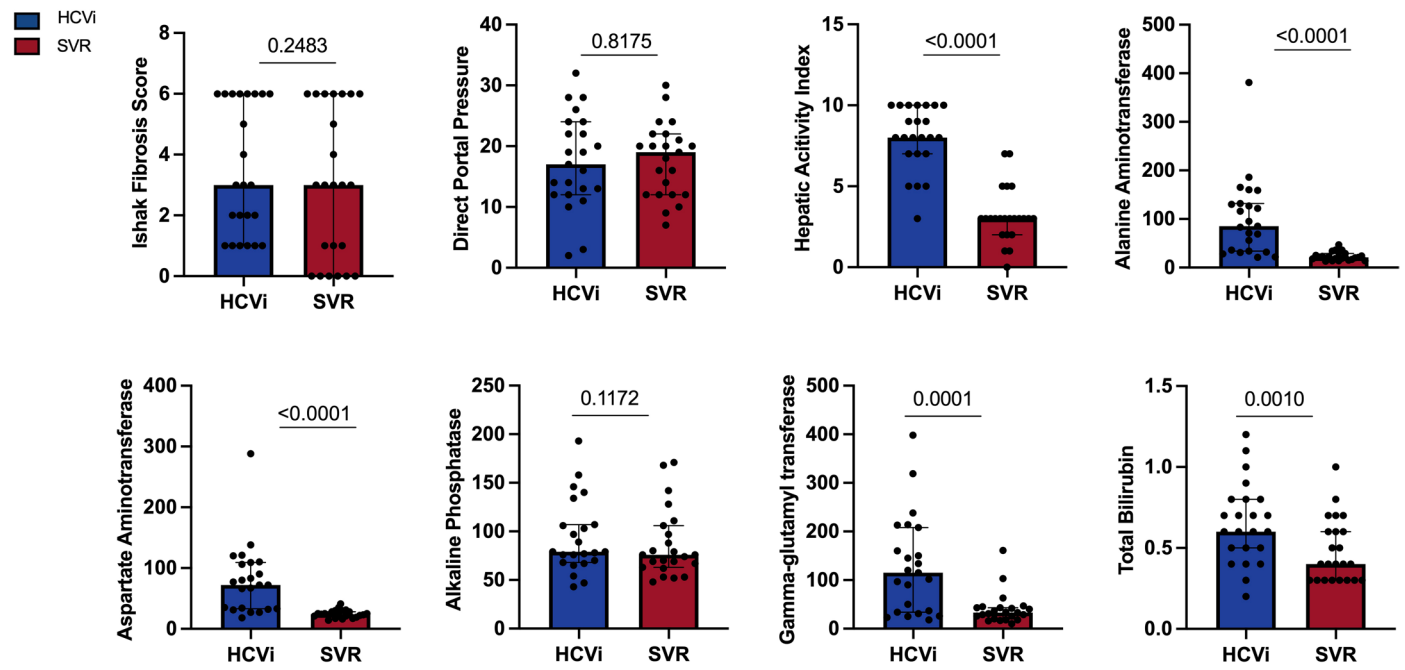 HCVi
SVR
Ishak Fibrosis Score
8
6
4
2
0
0.2483
HCVi
SVR
Direct Portal Pressure
40
30
20
10
0
0.8175
HCVi
SVR
Hepatic Acitivity Index
15
10
5
0
<0.0001
HCVi
SVR
Alanine Aminotransferase
500
400
300
200
100
0
<0.0001
HCVi
SVR
Aspartate Aminotransferase
400
300
200
100
0
<0.0001
HCVi
SVR
Alkaline Phosphatase
250
200
150
100
50
0
0.1172
HCVi
SVR
Gamma-glutamyl transferase
500
400
300
200
100
0
0.0001
HCVi
SVR
Total Bilirubin
1.5
1.0
0.5
0.0
0.0010
HCVi
SVR